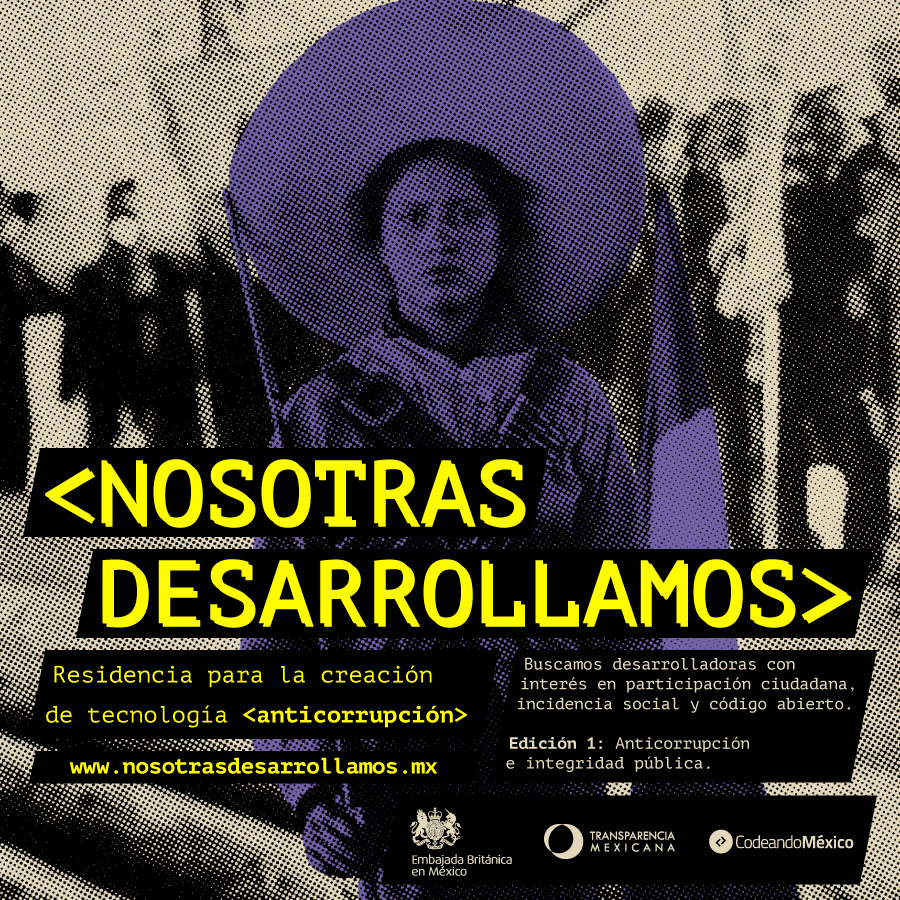 <NOSOTRAS
DESARROLLAMOS>
Residencia para la creación
de tecnología <anticorrupción>
www.nosotrasdesarrollamos.mx
Buscamos desarrolladoras con
interés en participación ciudadana,
incidencia social y código abierto.
Edición 1: Anticorrupción
e integridad pública.
Embajada Británica
en México
TRANSPARENCIA
MEXICANA
CodeandoMéxico